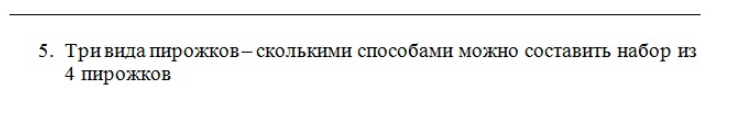 5. Три вида пирожков – сколькими способами можно составить набор из
4 пирожков